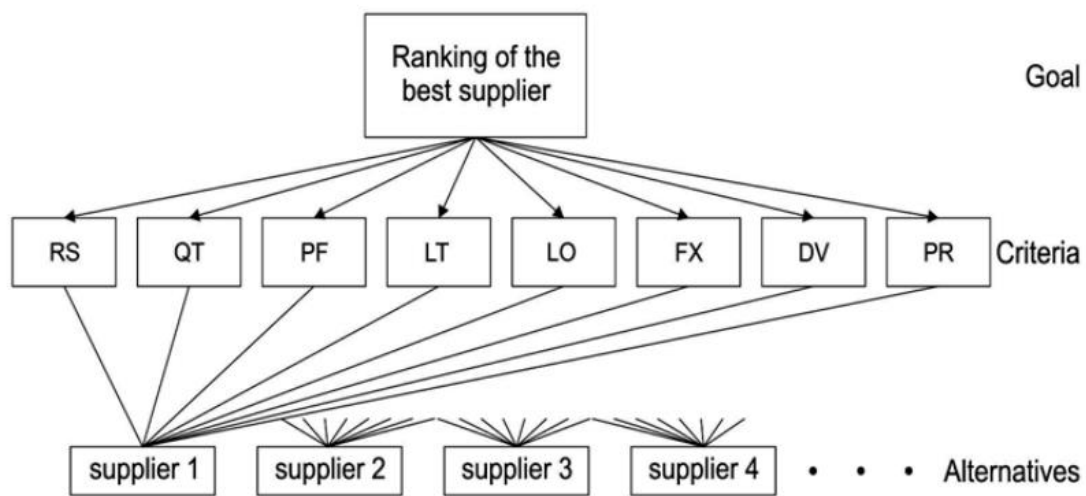 Ranking of the
best supplier
Goal
RS
QT
PF
LT
LO
FX
DV
PR
Criteria
supplier 1
supplier 2
supplier 3
supplier 4
• • •
Alternatives